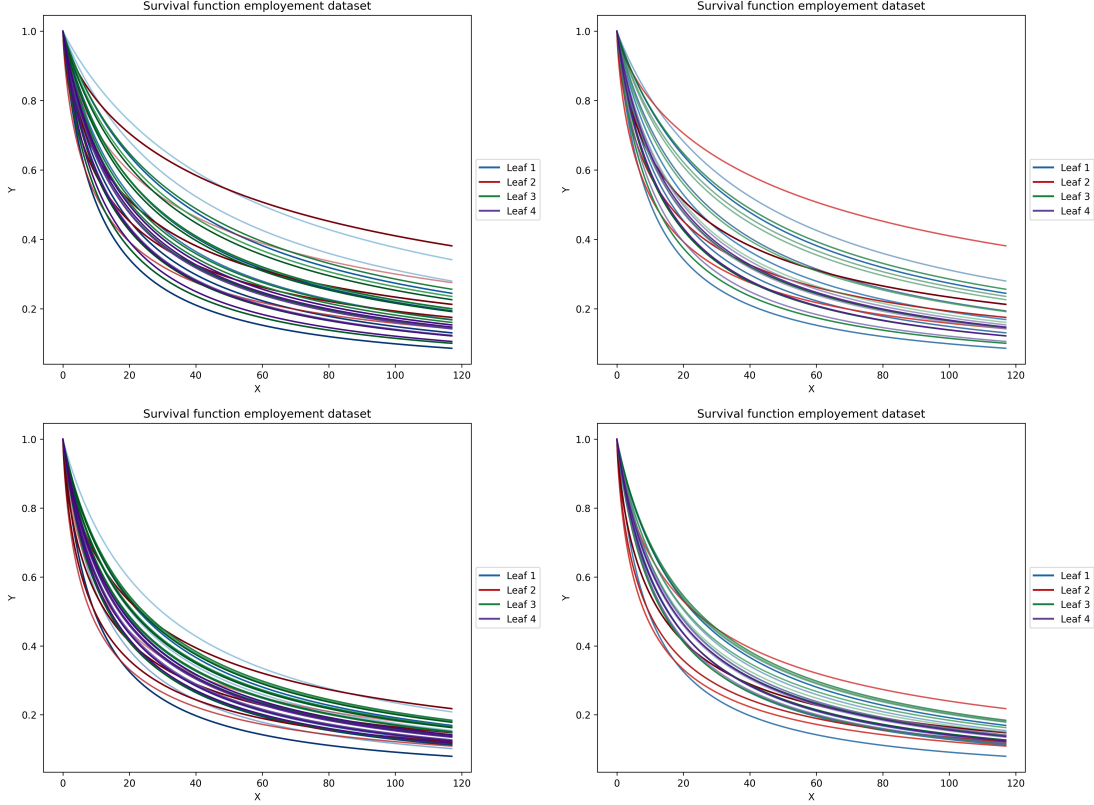 Survival function employement dataset
Y
1.0
0.8
0.6
0.4
0.2
0 20 40 60 80 100 120
X
Leaf 1
Leaf 2
Leaf 3
Leaf 4
Survival function employement dataset
Y
1.0
0.8
0.6
0.4
0.2
0 20 40 60 80 100 120
X
Leaf 1
Leaf 2
Leaf 3
Leaf 4
Survival function employement dataset
Y
1.0
0.8
0.6
0.4
0.2
0 20 40 60 80 100 120
X
Leaf 1
Leaf 2
Leaf 3
Leaf 4
Survival function employement dataset
Y
1.0
0.8
0.6
0.4
0.2
0 20 40 60 80 100 120
X
Leaf 1
Leaf 2
Leaf 3
Leaf 4